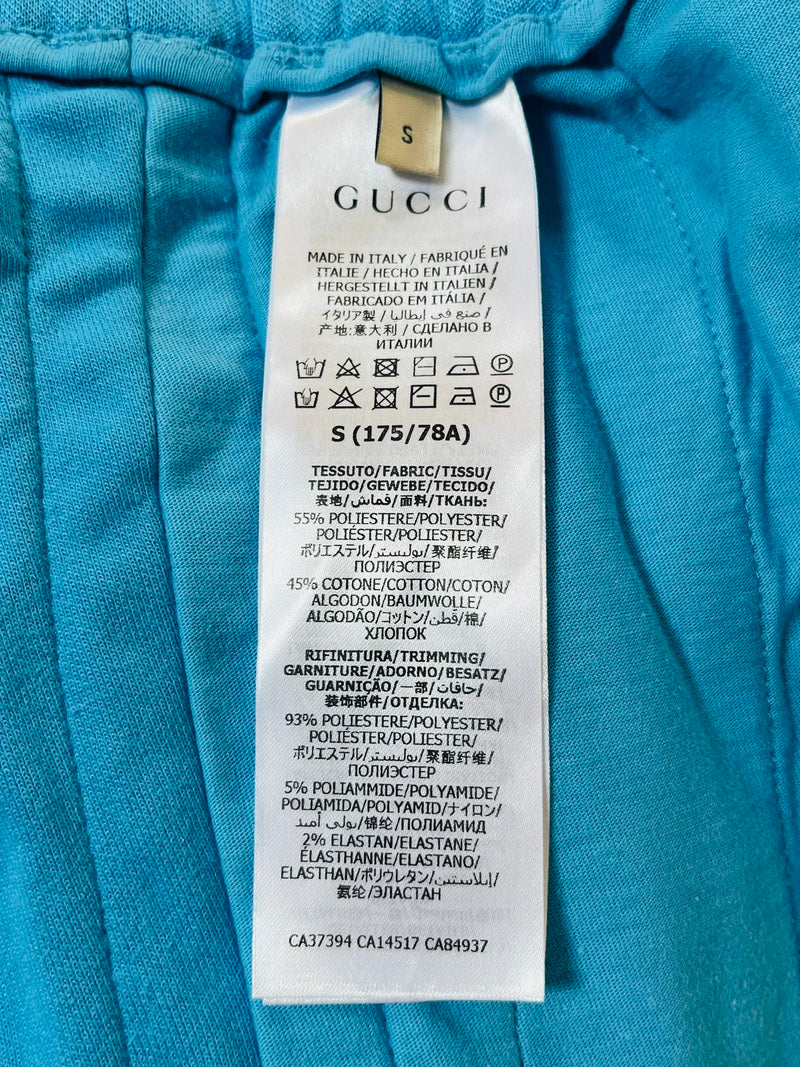 S
GUCCI
MADE IN ITALY / FABRIQUÉ EN
ITALIE / HECHO EN ITALIA /
HERGESTELLT IN ITALIEN /
FABRICADO EM ITÁLIA /
イタリア製 / صنع في إيطاليا /
产地:意大利 / СДЕЛАНО В
ИТАЛИИ
P
P
S (175/78A)
TESSUTO/FABRIC/TISSU/
TEJIDO/GEWEBE/TECIDO/
表地/قماش/面料/ТКАНЬ:
55% POLIESTERE/POLYESTER/
POLIÉSTER/POLIESTER/
ポリエステル/بوليستر/聚酯纤维/
ПОЛИЭСТЕР
45% COTONE/COTTON/COTON/
ALGODON/BAUMWOLLE/
ALGODÃO/コットン/قطن/棉/
ХЛОПОК
RIFINITURA/TRIMMING/
GARNITURE/ADORNO/BESATZ/
GUARNIÇÃO/一部/حافات/
装饰部件/ОТДЕЛКА:
93% POLIESTERE/POLYESTER/
POLIÉSTER/POLIESTER/
ポリエステル/بوليستر/聚酯纤维/
ПОЛИЭСТЕР
5% POLIAMMIDE/POLYAMIDE/
POLIAMIDA/POLYAMID/ナイロン/
بولي أميد/锦纶/ПОЛИАМИД
2% ELASTAN/ELASTANE/
ÉLASTHANNE/ELASTANO/
ELASTHAN/ポリウレタン/إيلاستين/
氨纶/ЭЛАСТАН
CA37394 CA14517 CA84937